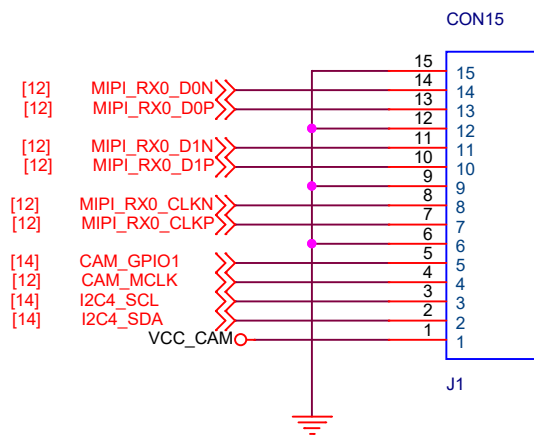 CON15
15 15
[12] MIPI_RX0_D0N 14 14
[12] MIPI_RX0_D0P 13 13
12 12
[12] MIPI_RX0_D1N 11 11
[12] MIPI_RX0_D1P 10 10
9 9
[12] MIPI_RX0_CLKN 8 8
[12] MIPI_RX0_CLKP 7 7
6 6
[14] CAM_GPIO1 5 5
[12] CAM_MCLK 4 4
[14] I2C4_SCL 3 3
[14] I2C4_SDA 2 2
VCC_CAM 1 1
J1